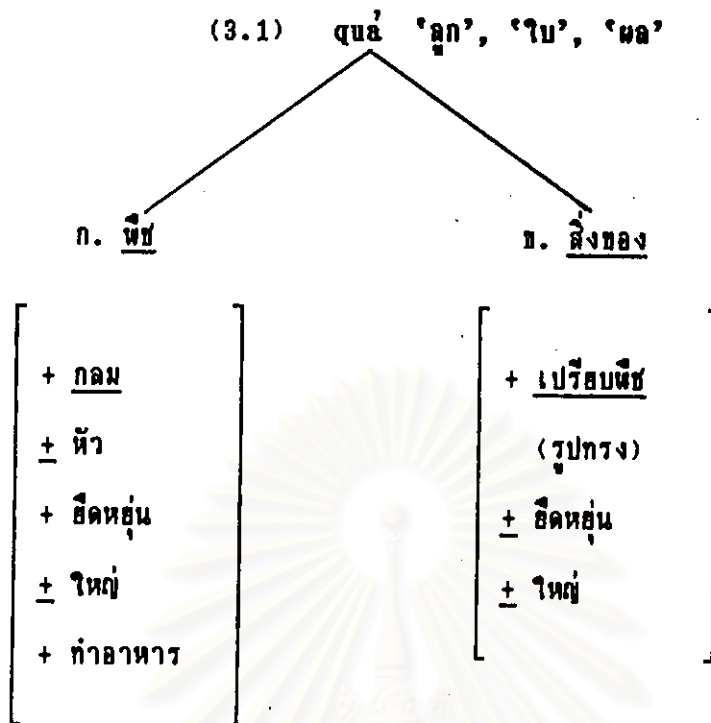 (3.1) quả ‘ลูก’, ‘ใบ’, ‘ผล’
ก. พืช
ข. สิ่งของ
+ กลม
± หัว
+ ยืดหยุ่น
± ใหญ่
+ ทำอาหาร
+ เปรียบพืช
(รูปทรง)
± ยืดหยุ่น
± ใหญ่